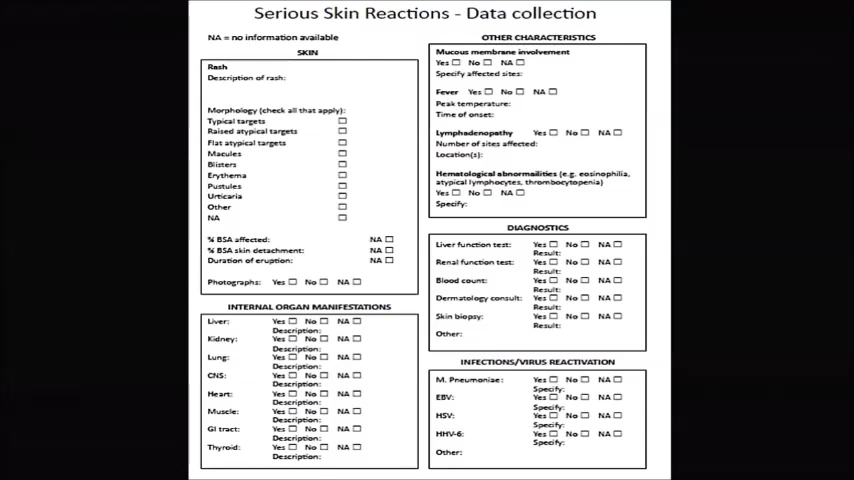 Serious Skin Reactions - Data collection
NA = no information available
SKIN
Rash
Description of rash:
Morphology (check all that apply):
Typical targets ☐
Raised atypical targets ☐
Flat atypical targets ☐
Macules ☐
Blisters ☐
Erythema ☐
Pustules ☐
Urticaria ☐
Other ☐
NA ☐
% BSA affected: NA ☐
% BSA skin detachment: NA ☐
Duration of eruption: NA ☐
Photographs: Yes ☐ No ☐ NA ☐
INTERNAL ORGAN MANIFESTATIONS
Liver: Yes ☐ No ☐ NA ☐
Description:
Kidney: Yes ☐ No ☐ NA ☐
Description:
Lung: Yes ☐ No ☐ NA ☐
Description:
CNS: Yes ☐ No ☐ NA ☐
Description:
Heart: Yes ☐ No ☐ NA ☐
Description:
Muscle: Yes ☐ No ☐ NA ☐
Description:
GI tract: Yes ☐ No ☐ NA ☐
Description:
Thyroid: Yes ☐ No ☐ NA ☐
Description:
OTHER CHARACTERISTICS
Mucous membrane involvement
Yes ☐ No ☐ NA ☐
Specify affected sites:
Fever Yes ☐ No ☐ NA ☐
Peak temperature:
Time of onset:
Lymphadenopathy Yes ☐ No ☐ NA ☐
Number of sites affected:
Location(s):
Hematological abnormailities (e.g. eosinophilia,
atypical lymphocytes, thrombocytopenia)
Yes ☐ No ☐ NA ☐
Specify:
DIAGNOSTICS
Liver function test: Yes ☐ No ☐ NA ☐
Result:
Renal function test: Yes ☐ No ☐ NA ☐
Result:
Blood count: Yes ☐ No ☐ NA ☐
Result:
Dermatology consult: Yes ☐ No ☐ NA ☐
Result:
Skin biopsy: Yes ☐ No ☐ NA ☐
Result:
Other:
INFECTIONS/VIRUS REACTIVATION
M. Pneumoniae: Yes ☐ No ☐ NA ☐
Specify:
EBV: Yes ☐ No ☐ NA ☐
Specify:
HSV: Yes ☐ No ☐ NA ☐
Specify:
HHV-6: Yes ☐ No ☐ NA ☐
Specify:
Other: